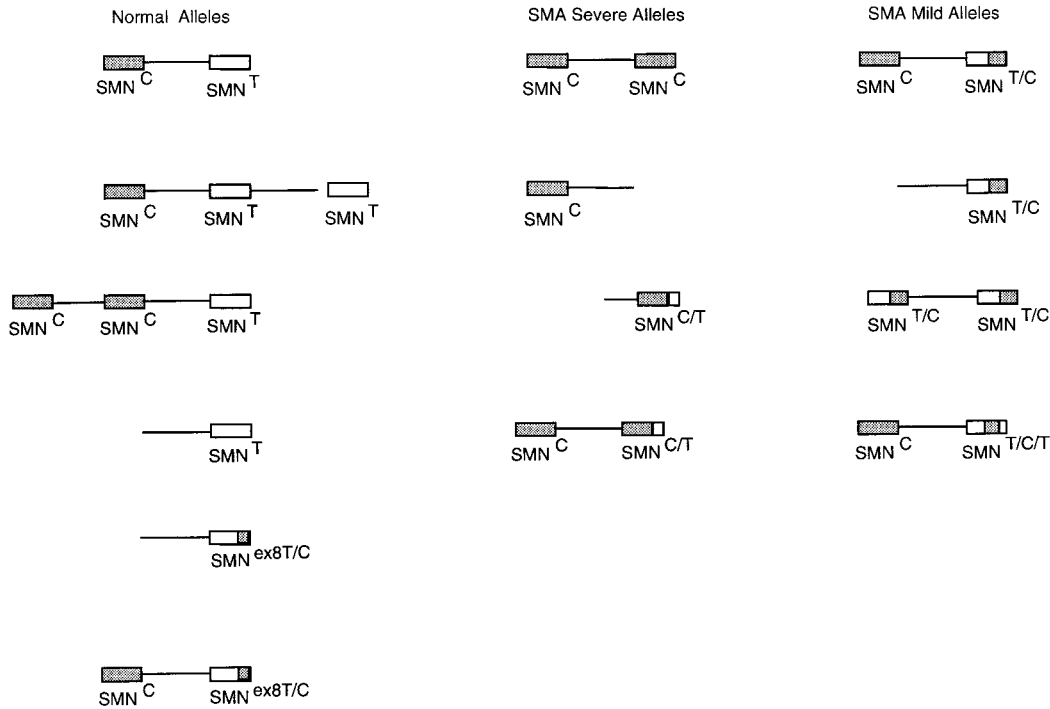 Normal Alleles
SMA Severe Alleles
SMA Mild Alleles
SMN C SMN T
SMN C SMN C
SMN C SMN T/C
SMN C SMN T SMN T
SMN C
SMN T/C
SMN C SMN C SMN T
SMN C/T
SMN T/C SMN T/C
SMN T
SMN C SMN C/T
SMN C SMN T/C/T
SMN ex8T/C
SMN C SMN ex8T/C